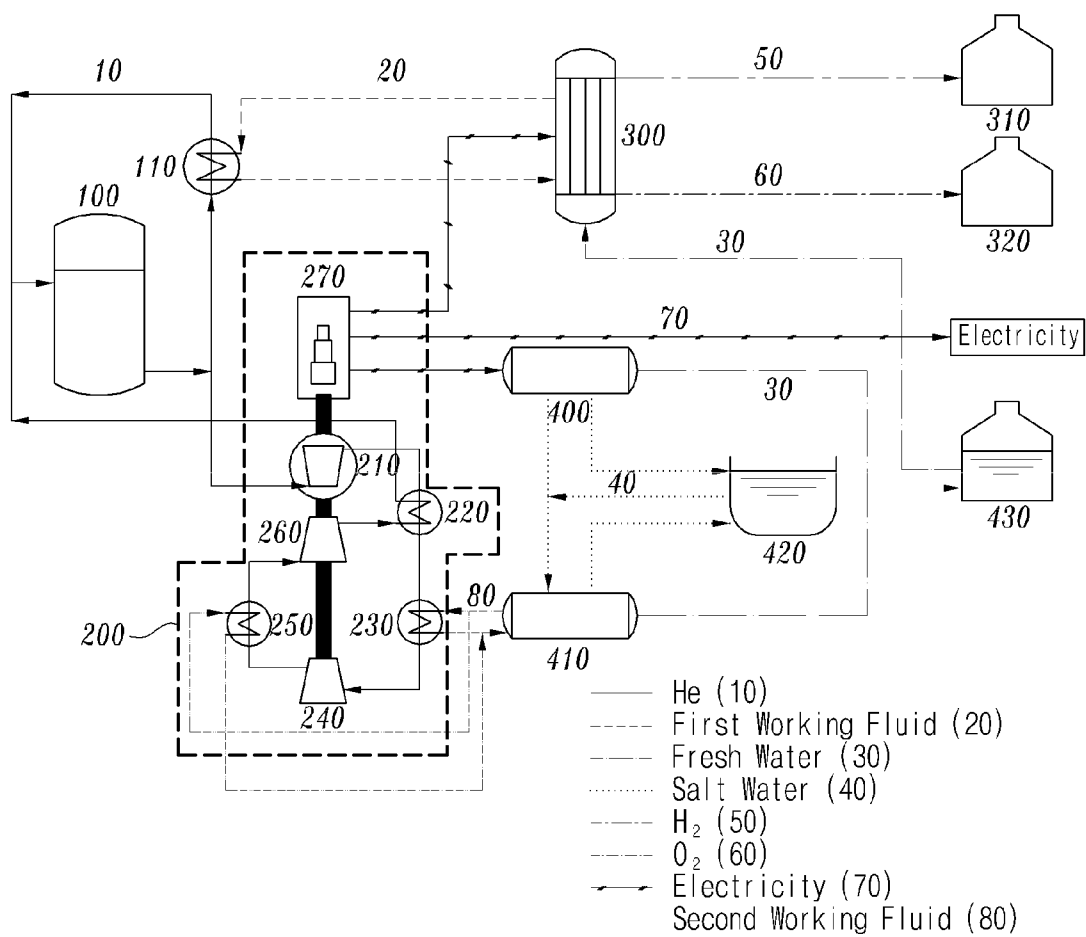 10
20
50
310
110
300
60
320
100
30
270
70
Electricity
400
30
210
40
220
260
420
430
80
250
230
200
410
240
He (10)
First Working Fluid (20)
Fresh Water (30)
Salt Water (40)
H₂ (50)
O₂ (60)
Electricity (70)
Second Working Fluid (80)